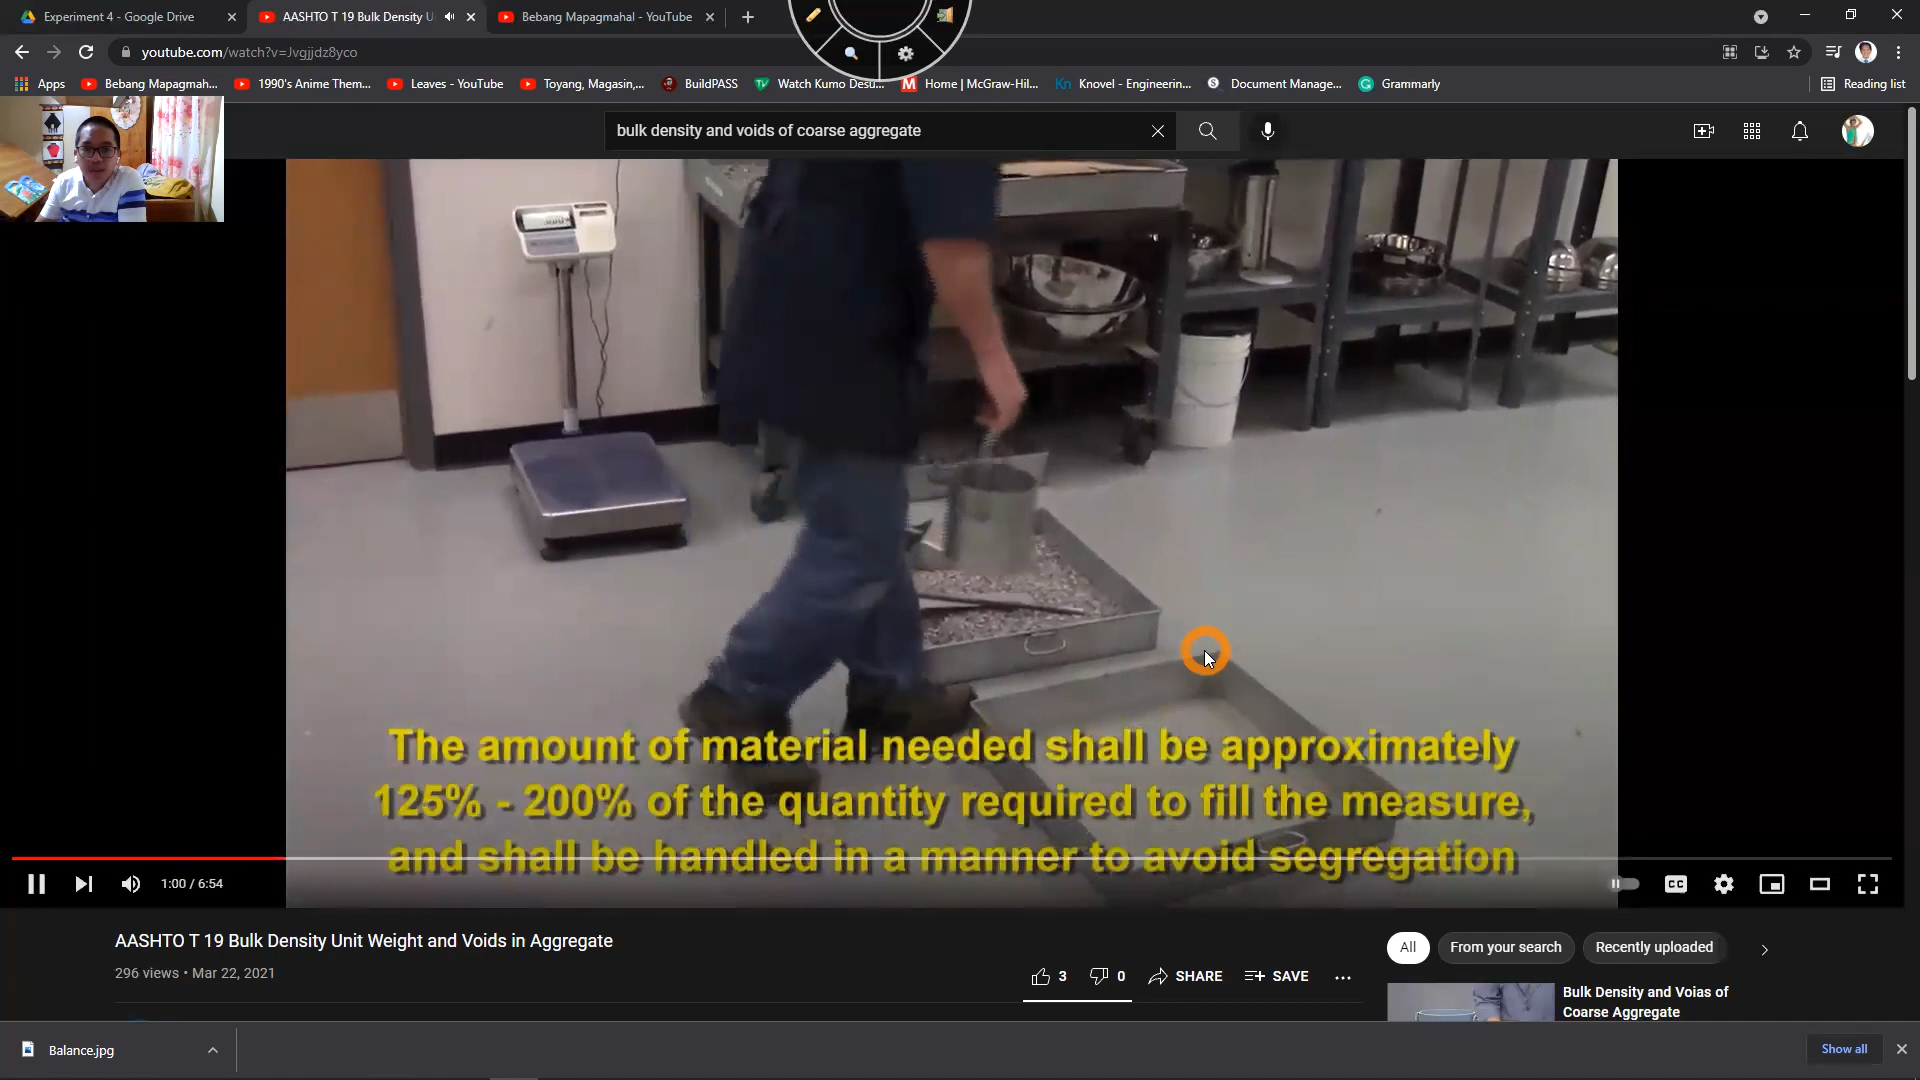 Experiment 4 - Google Drive
AASHTO T 19 Bulk Density U
Bebang Mapagmahal - YouTube
youtube.com/watch?v=Jvgjjdz8yco
Apps
Bebang Mapagmah...
1990's Anime Them...
Leaves - YouTube
Toyang, Magasin,...
BuildPASS
Watch Kumo Desu...
Home | McGraw-Hil...
Knovel - Engineerin...
Document Manage...
Grammarly
Reading list
bulk density and voids of coarse aggregate
The amount of material needed shall be approximately
125% - 200% of the quantity required to fill the measure,
and shall be handled in a manner to avoid segregation
1:00 / 6:54
CC
AASHTO T 19 Bulk Density Unit Weight and Voids in Aggregate
296 views • Mar 22, 2021
3
0
SHARE
SAVE
All
From your search
Recently uploaded
Bulk Density and Voias of
Coarse Aggregate
Balance.jpg
Show all